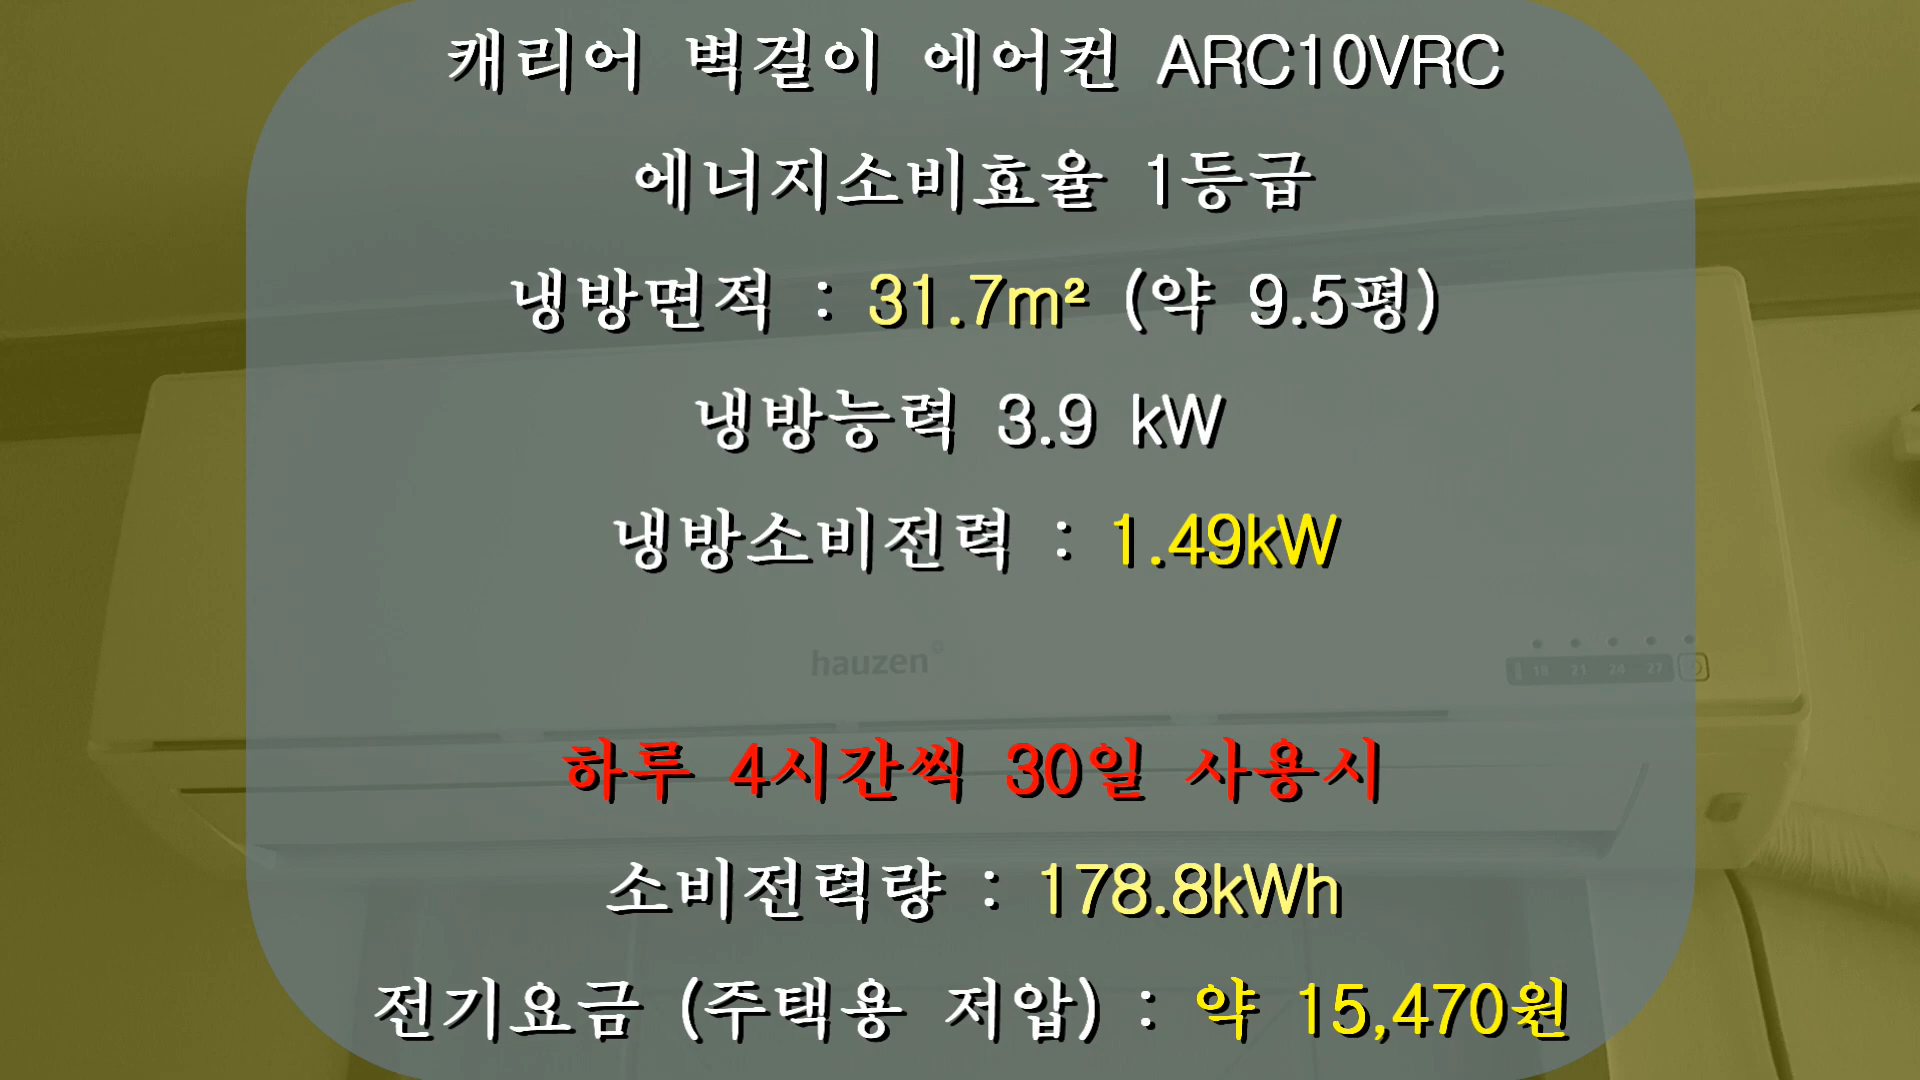 캐리어 벽걸이 에어컨 ARC10VRC
에너지소비효율 1등급
냉방면적 : 31.7m² (약 9.5평)
냉방능력 3.9 kW
냉방소비전력 : 1.49kW
hauzen
18 21 24 27
하루 4시간씩 30일 사용시
소비전력량 : 178.8kWh
전기요금 (주택용 저압) : 약 15,470원